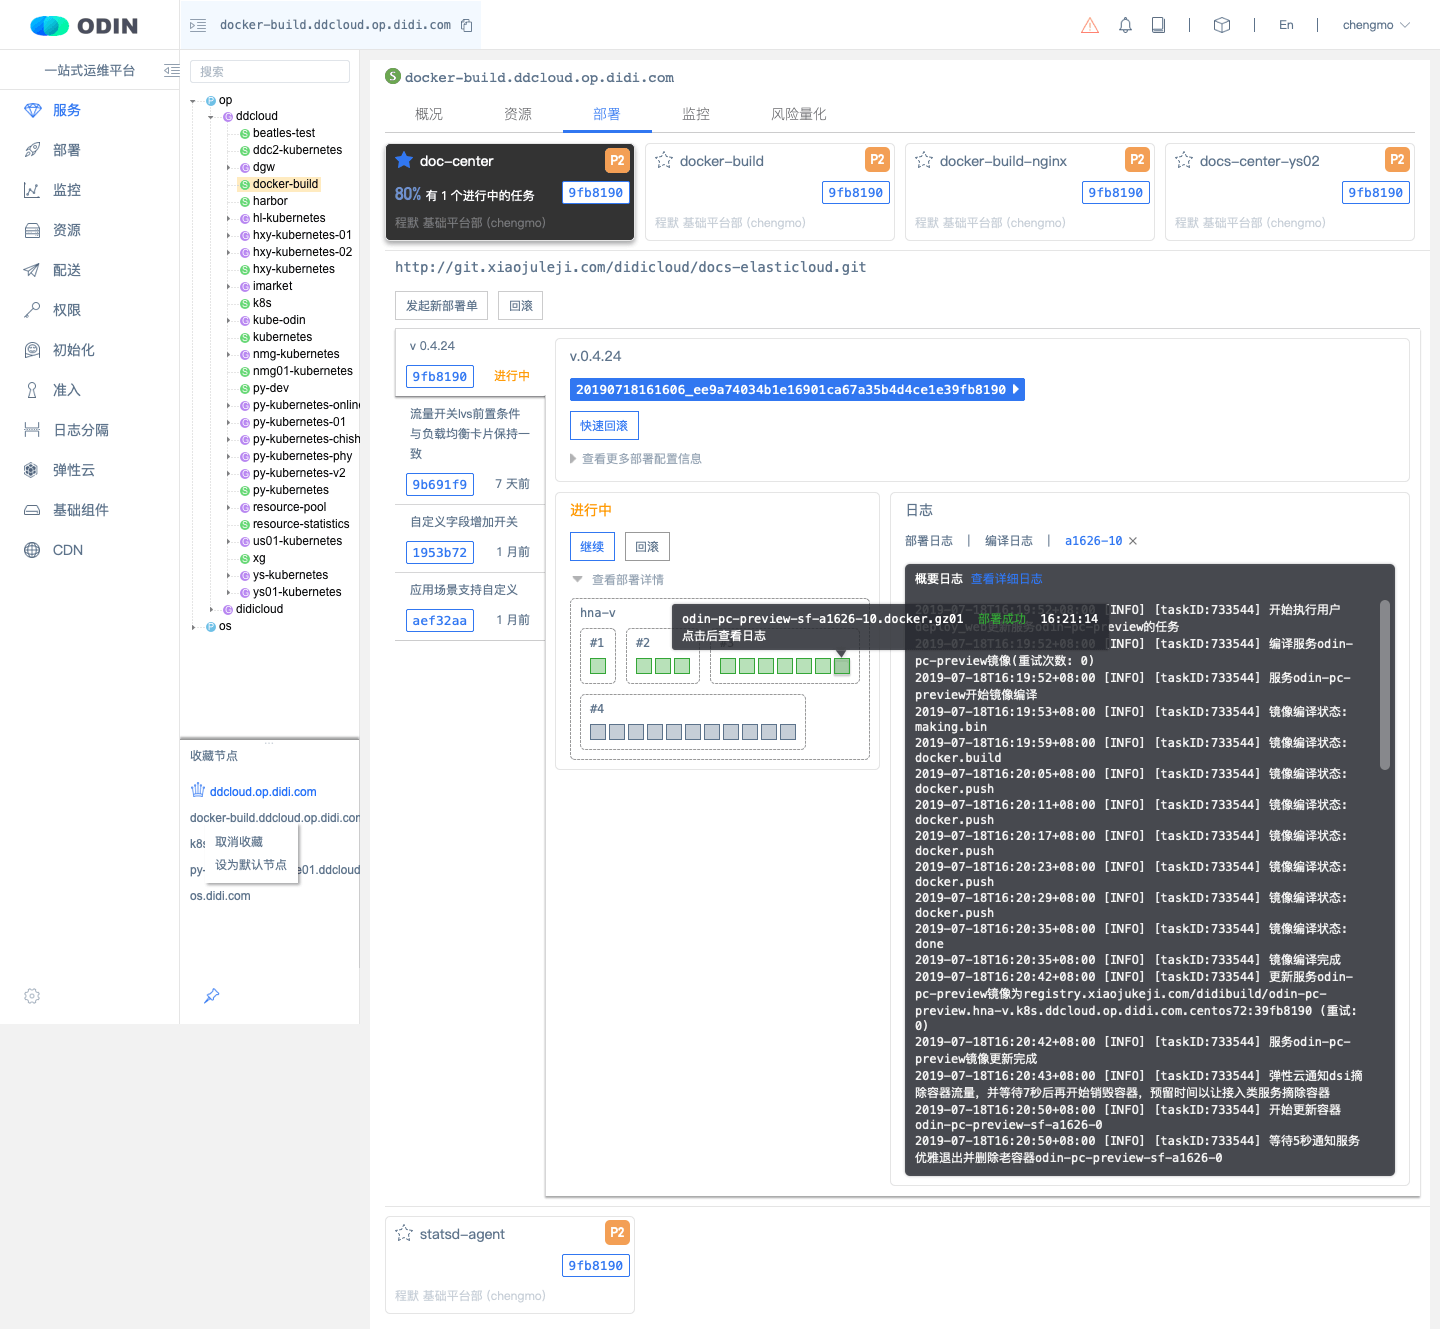 ODIN
docker-build.ddcloud.op.didi.com
En
chengmo
一站式运维平台
服务
部署
监控
资源
配送
权限
初始化
准入
日志分隔
弹性云
基础组件
CDN
搜索
op
ddcloud
beatles-test
ddc2-kubernetes
dgw
docker-build
harbor
hl-kubernetes
hxy-kubernetes-01
hxy-kubernetes-02
hxy-kubernetes
imarket
k8s
kube-odin
kubernetes
nmg-kubernetes
nmg01-kubernetes
py-dev
py-kubernetes-online
py-kubernetes-01
py-kubernetes-chish
py-kubernetes-phy
py-kubernetes-v2
py-kubernetes
resource-pool
resource-statistics
us01-kubernetes
xg
ys-kubernetes
ys01-kubernetes
didicloud
os
收藏节点
ddcloud.op.didi.com
docker-build.ddcloud.op.didi.com
k8s
取消收藏
设为默认节点
py-
e01.ddcloud
os.didi.com
S docker-build.ddcloud.op.didi.com
概况
资源
部署
监控
风险量化
doc-center P2
80% 有 1 个进行中的任务 9fb8190
程默 基础平台部 (chengmo)
docker-build P2
9fb8190
程默 基础平台部 (chengmo)
docker-build-nginx P2
9fb8190
程默 基础平台部 (chengmo)
docs-center-ys02 P2
9fb8190
程默 基础平台部 (chengmo)
http://git.xiaojuleji.com/didicloud/docs-elasticloud.git
发起新部署单
回滚
v 0.4.24
9fb8190 进行中
流量开关lvs前置条件
与负载均衡卡片保持一
致
9b691f9 7 天前
自定义字段增加开关
1953b72 1 月前
应用场景支持自定义
aef32aa 1 月前
v.0.4.24
20190718161606_ee9a74034b1e16901ca67a35b4d4ce1e39fb8190
快速回滚
查看更多部署配置信息
进行中
继续
回滚
查看部署详情
hna-v
#1
#2
#3
#4
odin-pc-preview-sf-a1626-10.docker.gz01 部署成功 16:21:14
点击后查看日志
日志
部署日志 | 编译日志 | a1626-10 ×
概要日志 查看详细日志
2019-07-18T16:19:52+08:00 [INFO] [taskID:733544] 开始执行用户
deploy_web更新服务odin-pc-preview的任务
2019-07-18T16:19:52+08:00 [INFO] [taskID:733544] 编译服务odin-
pc-preview镜像(重试次数: 0)
2019-07-18T16:19:52+08:00 [INFO] [taskID:733544] 服务odin-pc-
preview开始镜像编译
2019-07-18T16:19:53+08:00 [INFO] [taskID:733544] 镜像编译状态:
making.bin
2019-07-18T16:19:59+08:00 [INFO] [taskID:733544] 镜像编译状态:
docker.build
2019-07-18T16:20:05+08:00 [INFO] [taskID:733544] 镜像编译状态:
docker.push
2019-07-18T16:20:11+08:00 [INFO] [taskID:733544] 镜像编译状态:
docker.push
2019-07-18T16:20:17+08:00 [INFO] [taskID:733544] 镜像编译状态:
docker.push
2019-07-18T16:20:23+08:00 [INFO] [taskID:733544] 镜像编译状态:
docker.push
2019-07-18T16:20:29+08:00 [INFO] [taskID:733544] 镜像编译状态:
docker.push
2019-07-18T16:20:35+08:00 [INFO] [taskID:733544] 镜像编译状态:
done
2019-07-18T16:20:35+08:00 [INFO] [taskID:733544] 镜像编译完成
2019-07-18T16:20:42+08:00 [INFO] [taskID:733544] 更新服务odin-
pc-preview镜像为registry.xiaojukeji.com/didibuild/odin-pc-
preview.hna-v.k8s.ddcloud.op.didi.com.centos72:39fb8190 (重试:
0)
2019-07-18T16:20:42+08:00 [INFO] [taskID:733544] 服务odin-pc-
preview镜像更新完成
2019-07-18T16:20:43+08:00 [INFO] [taskID:733544] 弹性云通知dsi摘
除容器流量，并等待7秒后再开始销毁容器，预留时间以让接入类服务摘除容器
2019-07-18T16:20:50+08:00 [INFO] [taskID:733544] 开始更新容器
odin-pc-preview-sf-a1626-0
2019-07-18T16:20:50+08:00 [INFO] [taskID:733544] 等待5秒通知服务
优雅退出并删除老容器odin-pc-preview-sf-a1626-0
statsd-agent P2
9fb8190
程默 基础平台部 (chengmo)